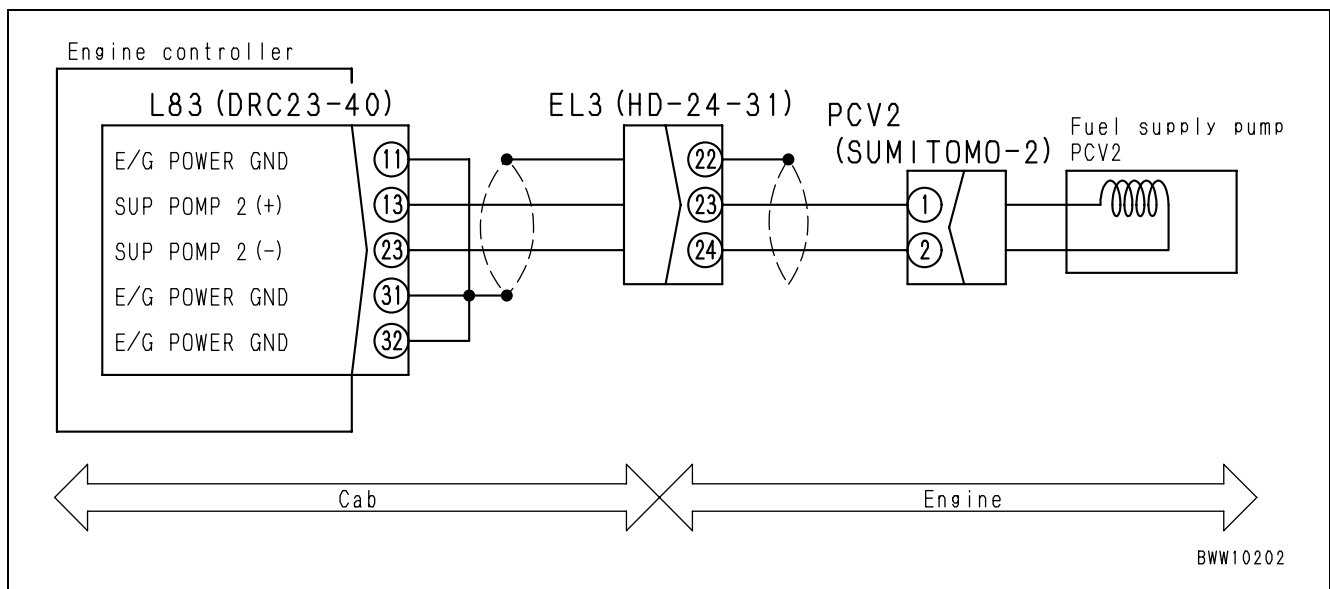 Engine controller
L83 (DRC23-40)
EL3 (HD-24-31)
PCV2
(SUMITOMO-2)
Fuel supply pump
PCV2
E/G POWER GND
11
22
SUP POMP 2 (+)
13
23
1
SUP POMP 2 (-)
23
24
2
E/G POWER GND
31
E/G POWER GND
32
Cab
Engine
BWW10202